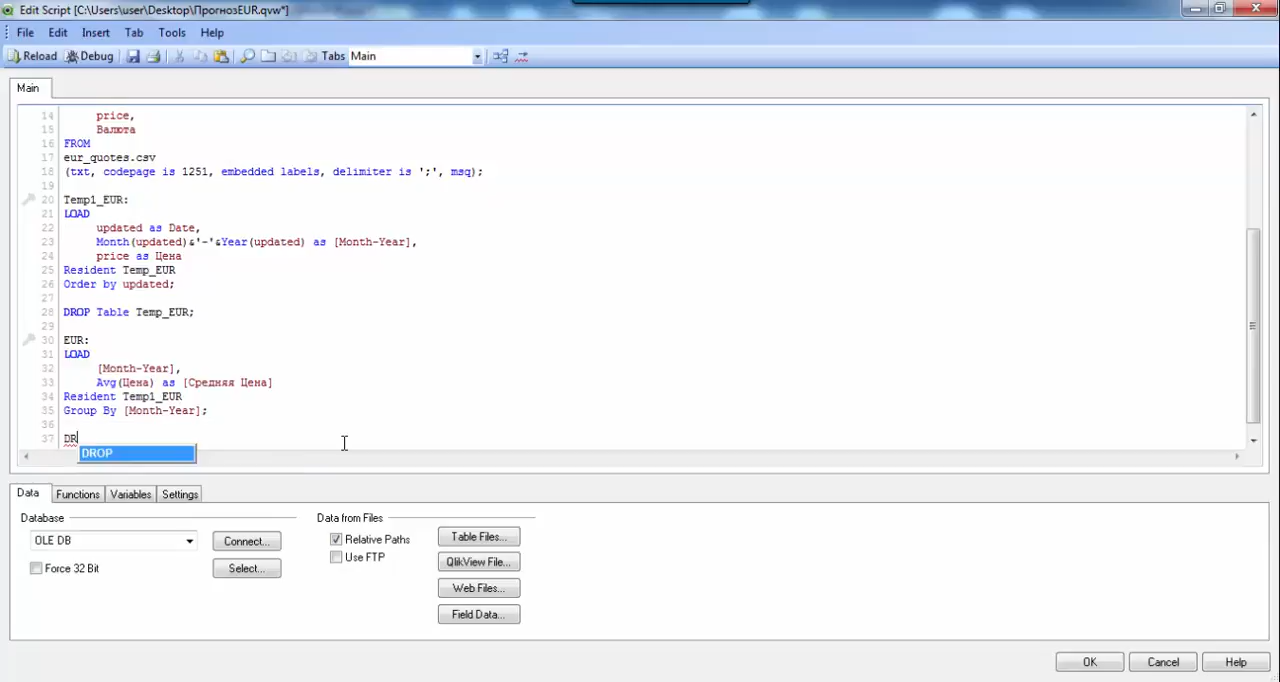 Edit Script [C:\Users\user\Desktop\ПрогнозEUR.qvw*]
File Edit Insert Tab Tools Help
Reload Debug Tabs Main
Main
14 price,
15 Валюта
16 FROM
17 eur_quotes.csv
18 (txt, codepage is 1251, embedded labels, delimiter is ';', msq);
19
20 Temp1_EUR:
21 LOAD
22 updated as Date,
23 Month(updated)&'-'&Year(updated) as [Month-Year],
24 price as Цена
25 Resident Temp_EUR
26 Order by updated;
27
28 DROP Table Temp_EUR;
29
30 EUR:
31 LOAD
32 [Month-Year],
33 Avg(Цена) as [Средняя Цена]
34 Resident Temp1_EUR
35 Group By [Month-Year];
36
37 DR
DROP
Data Functions Variables Settings
Database Data from Files
OLE DB Connect... Relative Paths Table Files...
Force 32 Bit Select... Use FTP QlikView File...
Web Files...
Field Data...
OK Cancel Help